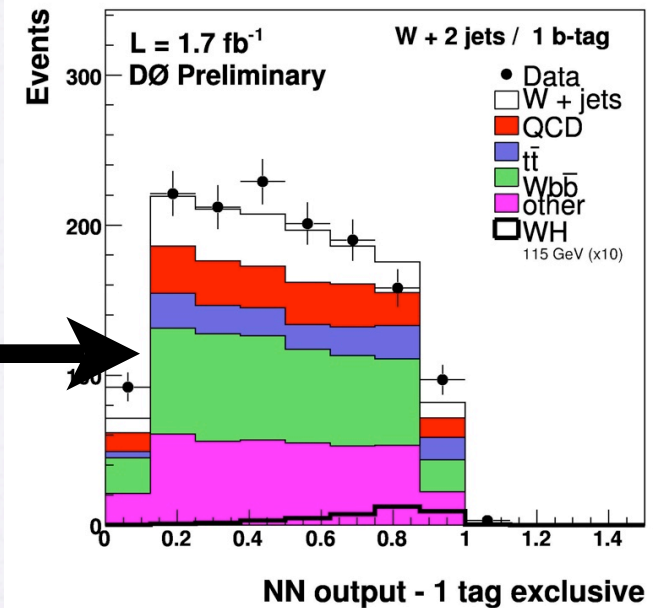 Events
L = 1.7 fb⁻¹
DØ Preliminary
W + 2 jets / 1 b-tag
Data
W + jets
QCD
tt̄
Wbb̄
other
WH
115 GeV (x10)
300
200
0
0 0.2 0.4 0.6 0.8 1 1.2 1.4
NN output - 1 tag exclusive